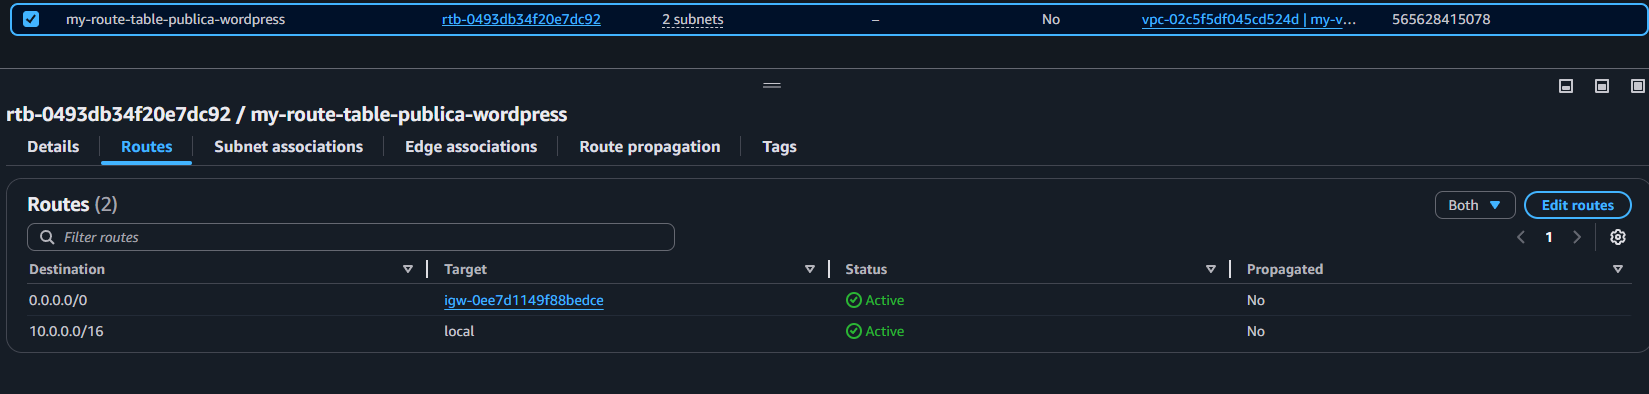 my-route-table-publica-wordpress rtb-0493db34f20e7dc92 2 subnets – No vpc-02c5f5df045cd524d | my-v… 565628415078
rtb-0493db34f20e7dc92 / my-route-table-publica-wordpress
Details Routes Subnet associations Edge associations Route propagation Tags
Routes (2) Both Edit routes
Filter routes 1
Destination Target Status Propagated
0.0.0.0/0 igw-0ee7d1149f88bedce Active No
10.0.0.0/16 local Active No